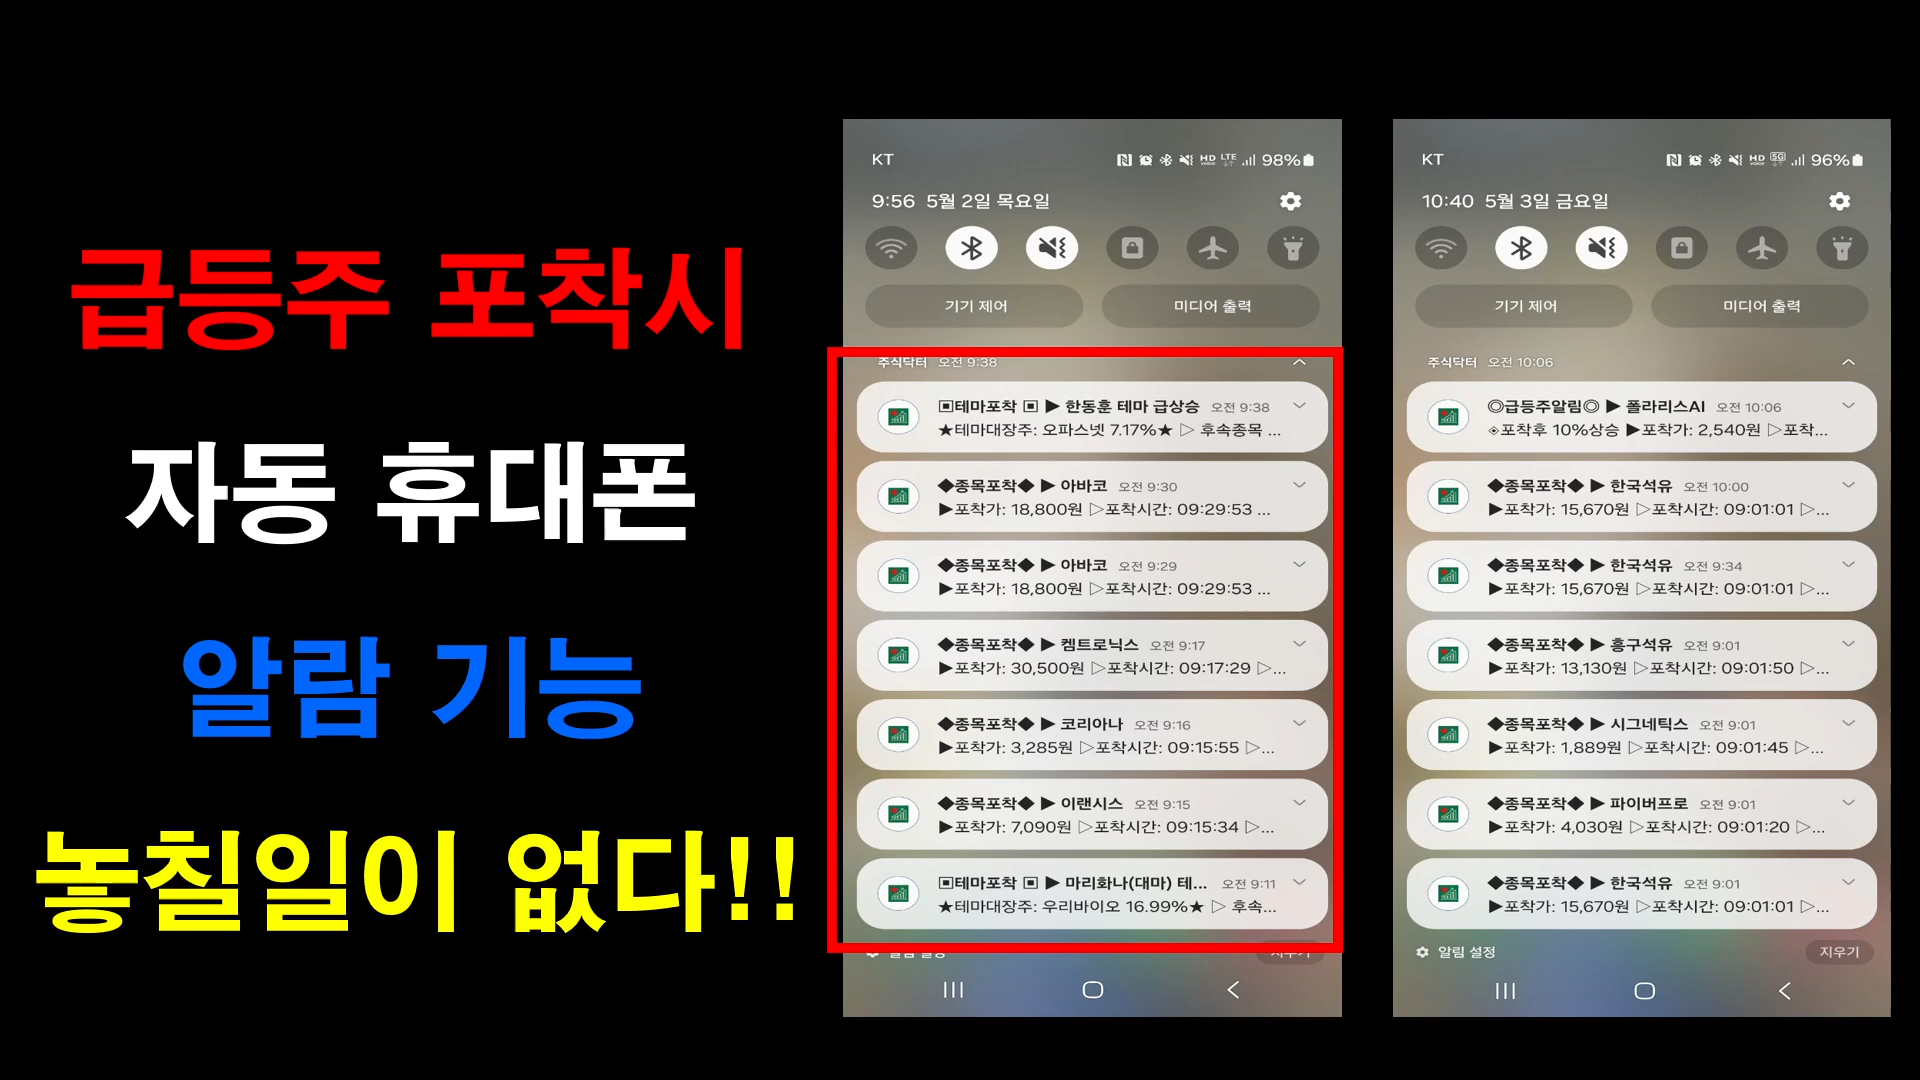 급등주 포착시
자동 휴대폰
알람 기능
놓칠일이 없다!!
KT
HD VOICE LTE 98%
9:56 5월 2일 목요일
기기 제어
미디어 출력
주식닥터 오전 9:38
▣테마포착 ▣ ▶ 한동훈 테마 급상승 오전 9:38
★테마대장주: 오파스넷 7.17%★ ▷ 후속종목 ...
◆종목포착◆ ▶ 아바코 오전 9:30
▶포착가: 18,800원 ▷포착시간: 09:29:53 ...
◆종목포착◆ ▶ 아바코 오전 9:29
▶포착가: 18,800원 ▷포착시간: 09:29:53 ...
◆종목포착◆ ▶ 켐트로닉스 오전 9:17
▶포착가: 30,500원 ▷포착시간: 09:17:29 ▷...
◆종목포착◆ ▶ 코리아나 오전 9:16
▶포착가: 3,285원 ▷포착시간: 09:15:55 ▷...
◆종목포착◆ ▶ 이랜시스 오전 9:15
▶포착가: 7,090원 ▷포착시간: 09:15:34 ▷...
▣테마포착 ▣ ▶ 마리화나(대마) 테... 오전 9:11
★테마대장주: 우리바이오 16.99%★ ▷ 후속...
알림 설정
지우기
KT
HD VOICE 5G 96%
10:40 5월 3일 금요일
기기 제어
미디어 출력
주식닥터 오전 10:06
◎급등주알림◎ ▶ 폴라리스AI 오전 10:06
◈포착후 10%상승 ▶포착가: 2,540원 ▷포착...
◆종목포착◆ ▶ 한국석유 오전 10:00
▶포착가: 15,670원 ▷포착시간: 09:01:01 ▷...
◆종목포착◆ ▶ 한국석유 오전 9:34
▶포착가: 15,670원 ▷포착시간: 09:01:01 ▷...
◆종목포착◆ ▶ 흥구석유 오전 9:01
▶포착가: 13,130원 ▷포착시간: 09:01:50 ▷...
◆종목포착◆ ▶ 시그네틱스 오전 9:01
▶포착가: 1,889원 ▷포착시간: 09:01:45 ▷...
◆종목포착◆ ▶ 파이버프로 오전 9:01
▶포착가: 4,030원 ▷포착시간: 09:01:20 ▷...
◆종목포착◆ ▶ 한국석유 오전 9:01
▶포착가: 15,670원 ▷포착시간: 09:01:01 ▷...
알림 설정
지우기